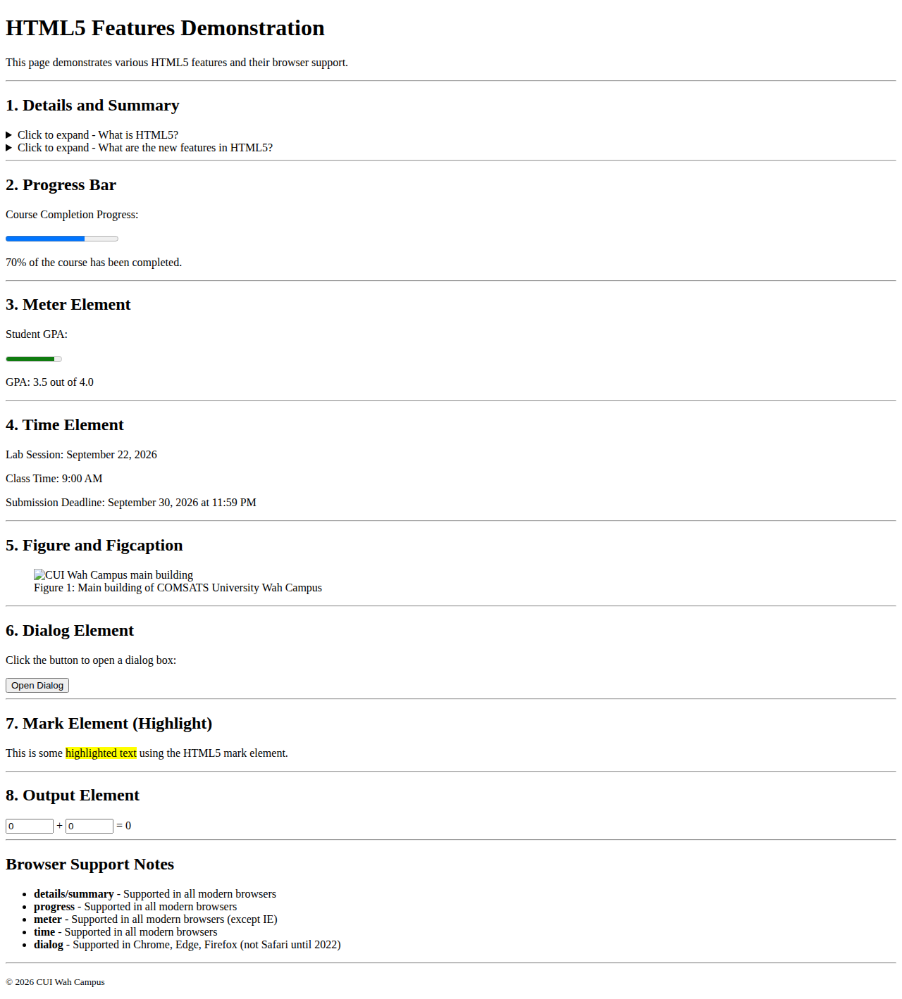 HTML5 Features Demonstration
This page demonstrates various HTML5 features and their browser support.
1. Details and Summary
Click to expand - What is HTML5?
Click to expand - What are the new features in HTML5?
2. Progress Bar
Course Completion Progress:
70% of the course has been completed.
3. Meter Element
Student GPA:
GPA: 3.5 out of 4.0
4. Time Element
Lab Session: September 22, 2026
Class Time: 9:00 AM
Submission Deadline: September 30, 2026 at 11:59 PM
5. Figure and Figcaption
CUI Wah Campus main building
Figure 1: Main building of COMSATS University Wah Campus
6. Dialog Element
Click the button to open a dialog box:
Open Dialog
7. Mark Element (Highlight)
This is some highlighted text using the HTML5 mark element.
8. Output Element
0 + 0 = 0
Browser Support Notes
• details/summary - Supported in all modern browsers
• progress - Supported in all modern browsers
• meter - Supported in all modern browsers (except IE)
• time - Supported in all modern browsers
• dialog - Supported in Chrome, Edge, Firefox (not Safari until 2022)
© 2026 CUI Wah Campus